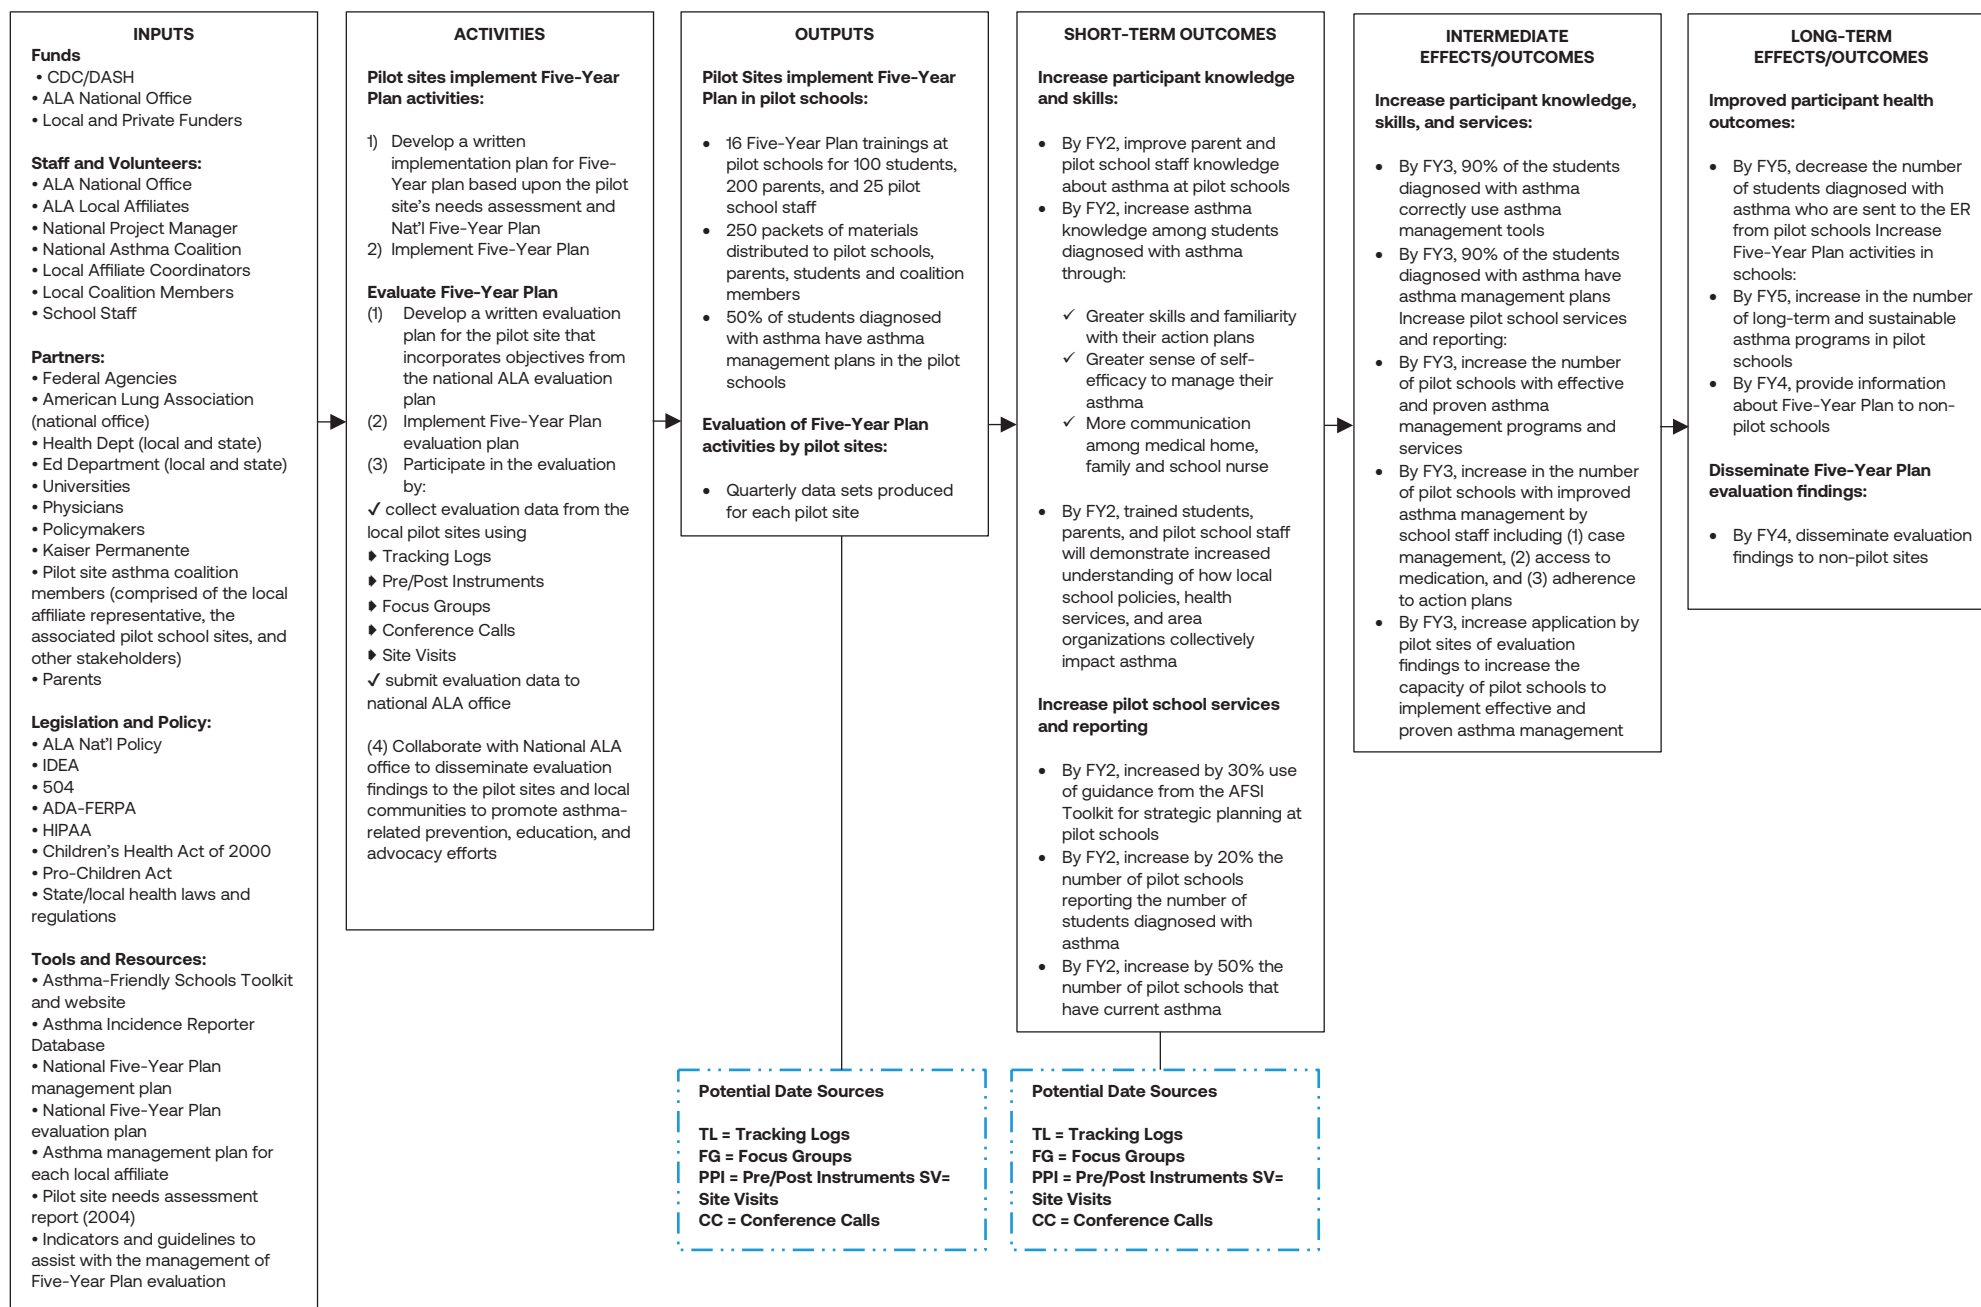 INPUTS
Funds
• CDC/DASH
• ALA National Office
• Local and Private Funders
Staff and Volunteers:
• ALA National Office
• ALA Local Affiliates
• National Project Manager
• National Asthma Coalition
• Local Affiliate Coordinators
• Local Coalition Members
• School Staff
Partners:
• Federal Agencies
• American Lung Association
(national office)
• Health Dept (local and state)
• Ed Department (local and state)
• Universities
• Physicians
• Policymakers
• Kaiser Permanente
• Pilot site asthma coalition
members (comprised of the local
affiliate representative, the
associated pilot school sites, and
other stakeholders)
• Parents
Legislation and Policy:
• ALA Nat'l Policy
• IDEA
• 504
• ADA-FERPA
• HIPAA
• Children's Health Act of 2000
• Pro-Children Act
• State/local health laws and
regulations
Tools and Resources:
• Asthma-Friendly Schools Toolkit
and website
• Asthma Incidence Reporter
Database
• National Five-Year Plan
management plan
• National Five-Year Plan
evaluation plan
• Asthma management plan for
each local affiliate
• Pilot site needs assessment
report (2004)
• Indicators and guidelines to
assist with the management of
Five-Year Plan evaluation
ACTIVITIES
Pilot sites implement Five-Year
Plan activities:
1) Develop a written
implementation plan for Five-
Year plan based upon the pilot
site's needs assessment and
Nat'l Five-Year Plan
2) Implement Five-Year Plan
Evaluate Five-Year Plan
(1) Develop a written evaluation
plan for the pilot site that
incorporates objectives from
the national ALA evaluation
plan
(2) Implement Five-Year Plan
evaluation plan
(3) Participate in the evaluation
by:
✓ collect evaluation data from the
local pilot sites using
➧ Tracking Logs
➧ Pre/Post Instruments
➧ Focus Groups
➧ Conference Calls
➧ Site Visits
✓ submit evaluation data to
national ALA office
(4) Collaborate with National ALA
office to disseminate evaluation
findings to the pilot sites and local
communities to promote asthma-
related prevention, education, and
advocacy efforts
OUTPUTS
Pilot Sites implement Five-Year
Plan in pilot schools:
• 16 Five-Year Plan trainings at
pilot schools for 100 students,
200 parents, and 25 pilot
school staff
• 250 packets of materials
distributed to pilot schools,
parents, students and coalition
members
• 50% of students diagnosed
with asthma have asthma
management plans in the pilot
schools
Evaluation of Five-Year Plan
activities by pilot sites:
• Quarterly data sets produced
for each pilot site
Potential Date Sources
TL = Tracking Logs
FG = Focus Groups
PPI = Pre/Post Instruments SV=
Site Visits
CC = Conference Calls
SHORT-TERM OUTCOMES
Increase participant knowledge
and skills:
• By FY2, improve parent and
pilot school staff knowledge
about asthma at pilot schools
• By FY2, increase asthma
knowledge among students
diagnosed with asthma
through:
✓ Greater skills and familiarity
with their action plans
✓ Greater sense of self-
efficacy to manage their
asthma
✓ More communication
among medical home,
family and school nurse
• By FY2, trained students,
parents, and pilot school staff
will demonstrate increased
understanding of how local
school policies, health
services, and area
organizations collectively
impact asthma
Increase pilot school services
and reporting
• By FY2, increased by 30% use
of guidance from the AFSI
Toolkit for strategic planning at
pilot schools
• By FY2, increase by 20% the
number of pilot schools
reporting the number of
students diagnosed with
asthma
• By FY2, increase by 50% the
number of pilot schools that
have current asthma
Potential Date Sources
TL = Tracking Logs
FG = Focus Groups
PPI = Pre/Post Instruments SV=
Site Visits
CC = Conference Calls
INTERMEDIATE
EFFECTS/OUTCOMES
Increase participant knowledge,
skills, and services:
• By FY3, 90% of the students
diagnosed with asthma
correctly use asthma
management tools
• By FY3, 90% of the students
diagnosed with asthma have
asthma management plans
Increase pilot school services
and reporting:
• By FY3, increase the number
of pilot schools with effective
and proven asthma
management programs and
services
• By FY3, increase in the number
of pilot schools with improved
asthma management by
school staff including (1) case
management, (2) access to
medication, and (3) adherence
to action plans
• By FY3, increase application by
pilot sites of evaluation
findings to increase the
capacity of pilot schools to
implement effective and
proven asthma management
LONG-TERM
EFFECTS/OUTCOMES
Improved participant health
outcomes:
• By FY5, decrease the number
of students diagnosed with
asthma who are sent to the ER
from pilot schools Increase
Five-Year Plan activities in
schools:
• By FY5, increase in the number
of long-term and sustainable
asthma programs in pilot
schools
• By FY4, provide information
about Five-Year Plan to non-
pilot schools
Disseminate Five-Year Plan
evaluation findings:
• By FY4, disseminate evaluation
findings to non-pilot sites